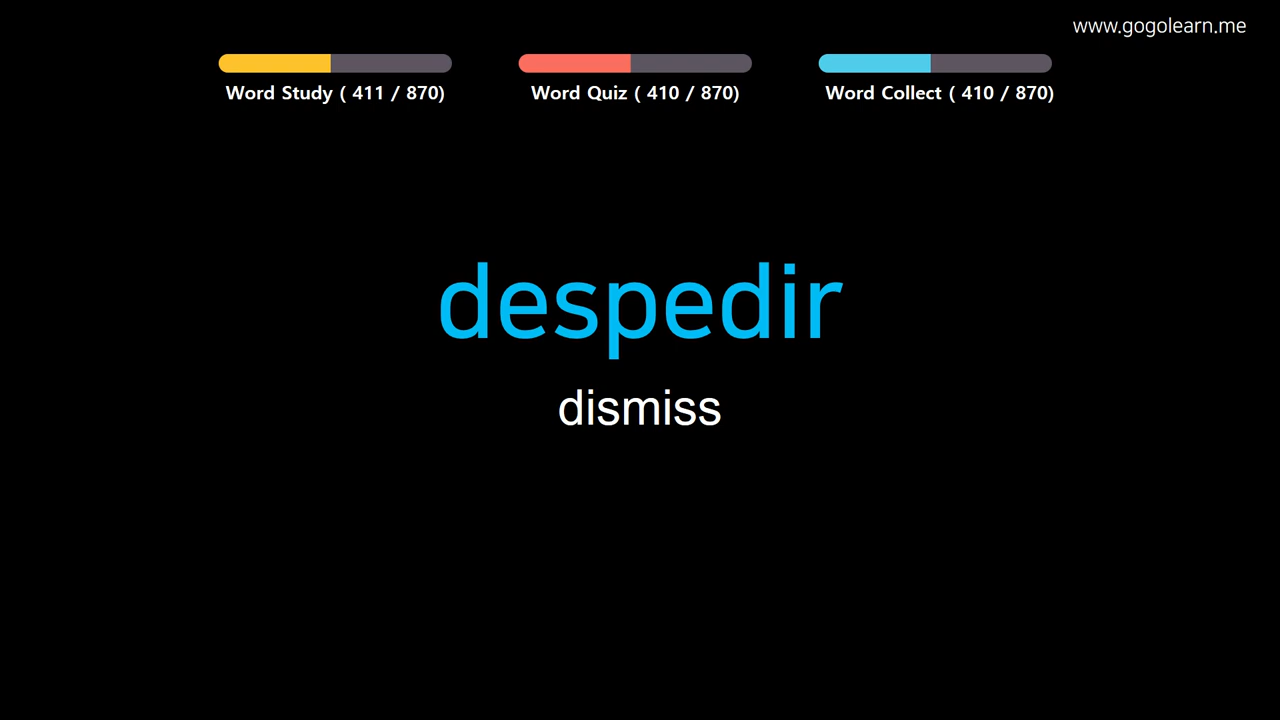 www.gogolearn.me
Word Study ( 411 / 870)
Word Quiz ( 410 / 870)
Word Collect ( 410 / 870)
despedir
dismiss